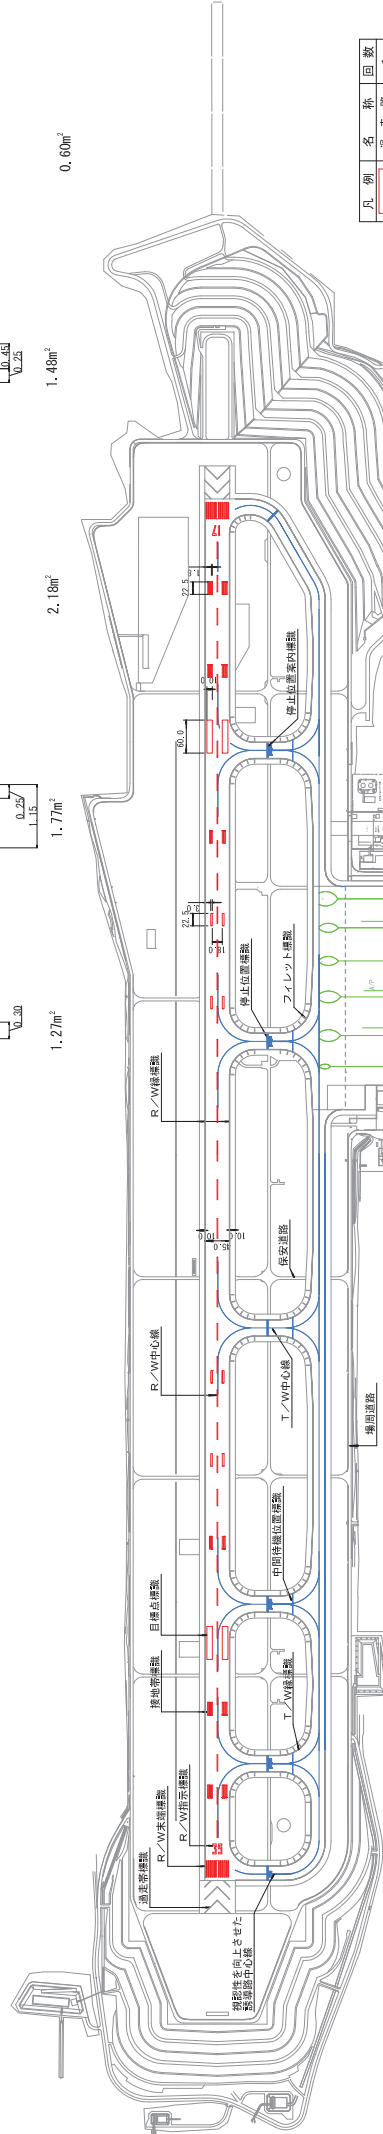 0.60m²
1.48m²
2.18m²
1.77m²
1.27m²
0.45
0.25
0.25
1.15
0.30
凡 例
名 称
回 数
17
22.5
60.0
22.5
停止位置案内標識
停止位置標識
フィレット標識
A/P
R/W縁標識
10.0
45.0
10.0
保安道路
R/W中心線
T/W中心線
場周道路
中間待機位置標識
目標点標識
接地帯標識
T/W縁標識
R/W指示標識
R/W末端標識
過走帯標識
35
視認性を向上させた
誘導路中心線